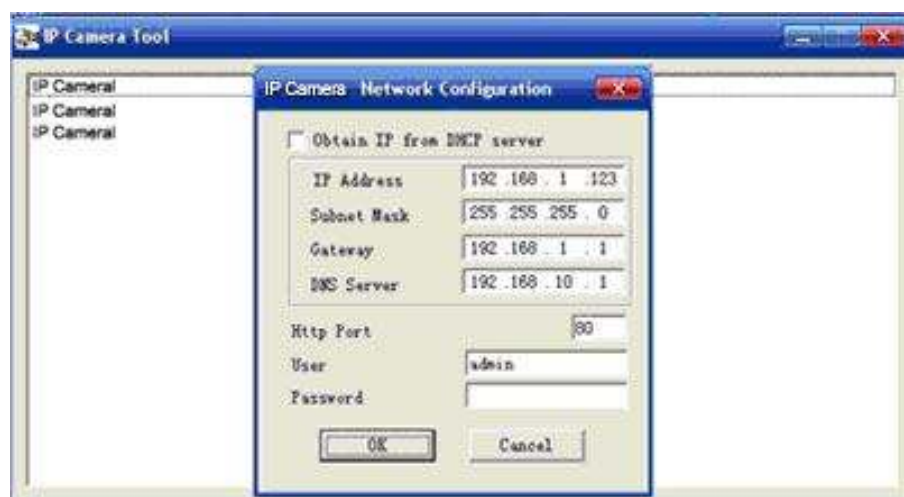 IP Camera Tool
IP Cameral
IP Cameral
IP Cameral
IP Camera Network Configuration
Obtain IP from DHCP server
IP Address 192 .168 . 1 .123
Subnet Mask 255 255 255 . 0
Gateway 192 .168 . 1 . 1
DNS Server 192 .168 . 10 . 1
Http Port 80
User admin
Password
OK Cancel